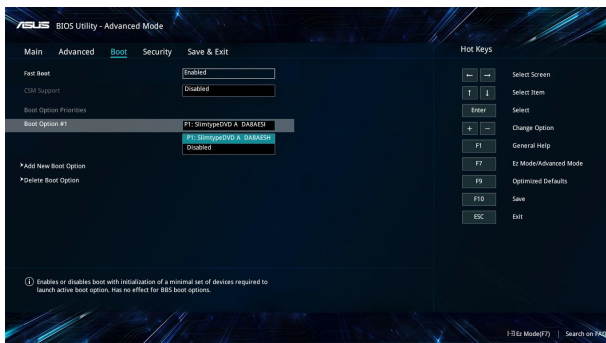 ASUS BIOS Utility - Advanced Mode
Main Advanced Boot Security Save & Exit
Hot Keys
Fast Boot Enabled
CSM Support Disabled
Boot Option Priorities
Boot Option #1 P1: SlimtypeDVD A DA8AESI
P1: SlimtypeDVD A DA8AESH
Disabled
Add New Boot Option
Delete Boot Option
← → Select Screen
↑ ↓ Select Item
Enter Select
+ - Change Option
F1 General Help
F7 Ez Mode/Advanced Mode
F9 Optimized Defaults
F10 Save
ESC Exit
Enables or disables boot with initialization of a minimal set of devices required to
launch active boot option. Has no effect for BBS boot options.
Ez Mode(F7) | Search on FAQ